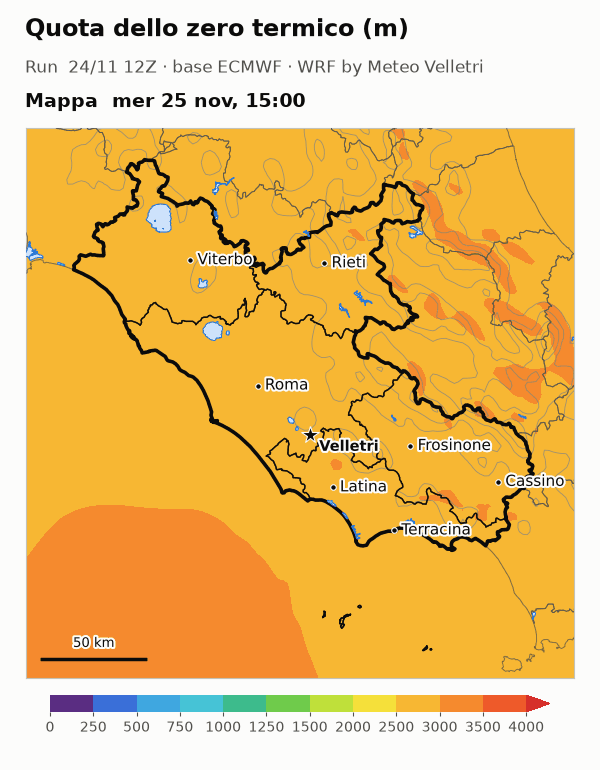 Quota dello zero termico (m)
Run  24/11 12Z · base ECMWF · WRF by Meteo Velletri
Mappa  mer 25 nov, 15:00
Viterbo
Rieti
Roma
Velletri
Frosinone
Latina
Cassino
Terracina
50 km
0 250 500 750 1000 1250 1500 2000 2500 3000 3500 4000